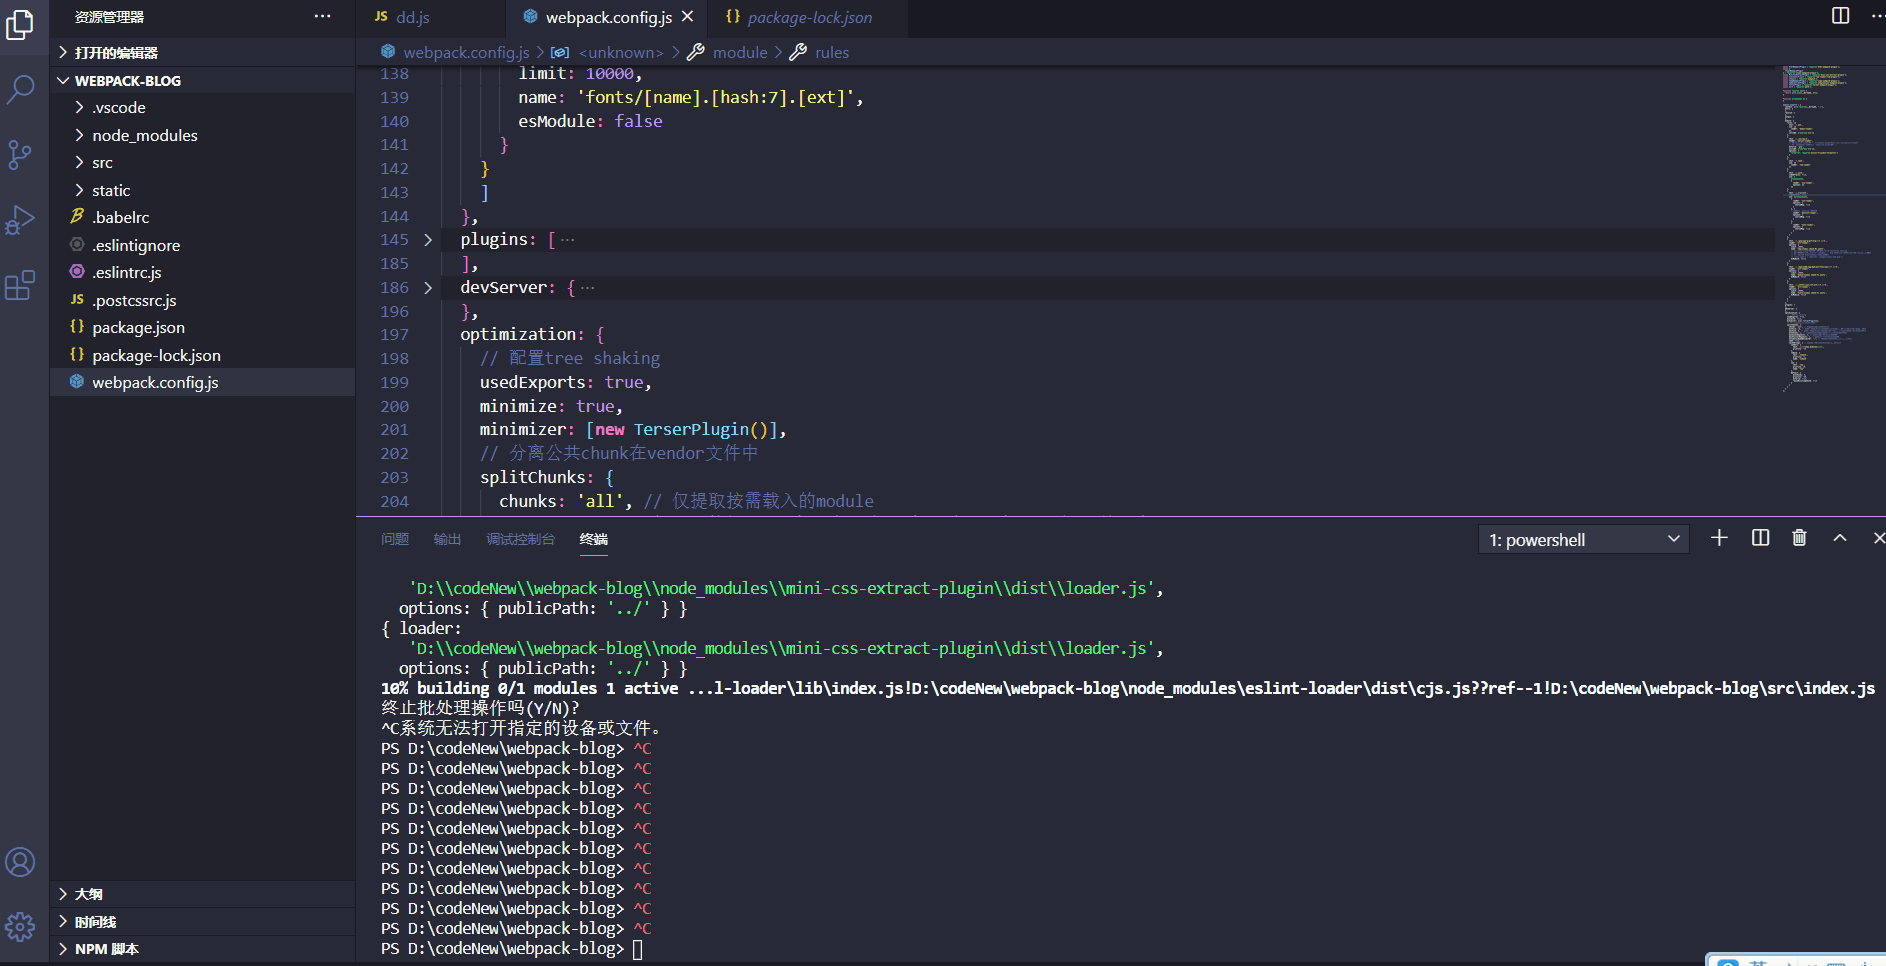 资源管理器
打开的编辑器
WEBPACK-BLOG
.vscode
node_modules
src
static
.babelrc
.eslintignore
.eslintrc.js
.postcssrc.js
package.json
package-lock.json
webpack.config.js
大纲
时间线
NPM 脚本
dd.js
webpack.config.js
package-lock.json
webpack.config.js > <unknown> > module > rules
138 limit: 10000,
139 name: 'fonts/[name].[hash:7].[ext]',
140 esModule: false
141 }
142 }
143 ]
144 },
145 plugins: [ ···
185 ],
186 devServer: { ···
196 },
197 optimization: {
198 // 配置tree shaking
199 usedExports: true,
200 minimize: true,
201 minimizer: [new TerserPlugin()],
202 // 分离公共chunk在vendor文件中
203 splitChunks: {
204 chunks: 'all', // 仅提取按需载入的module
问题 输出 调试控制台 终端
1: powershell
'D:\\codeNew\\webpack-blog\\node_modules\\mini-css-extract-plugin\\dist\\loader.js',
options: { publicPath: '../' } }
{ loader:
'D:\\codeNew\\webpack-blog\\node_modules\\mini-css-extract-plugin\\dist\\loader.js',
options: { publicPath: '../' } }
10% building 0/1 modules 1 active ...l-loader\lib\index.js!D:\codeNew\webpack-blog\node_modules\eslint-loader\dist\cjs.js??ref--1!D:\codeNew\webpack-blog\src\index.js
终止批处理操作吗(Y/N)?
^C系统无法打开指定的设备或文件。
PS D:\codeNew\webpack-blog> ^C
PS D:\codeNew\webpack-blog> ^C
PS D:\codeNew\webpack-blog> ^C
PS D:\codeNew\webpack-blog> ^C
PS D:\codeNew\webpack-blog> ^C
PS D:\codeNew\webpack-blog> ^C
PS D:\codeNew\webpack-blog> ^C
PS D:\codeNew\webpack-blog> ^C
PS D:\codeNew\webpack-blog> ^C
PS D:\codeNew\webpack-blog> ^C
PS D:\codeNew\webpack-blog>